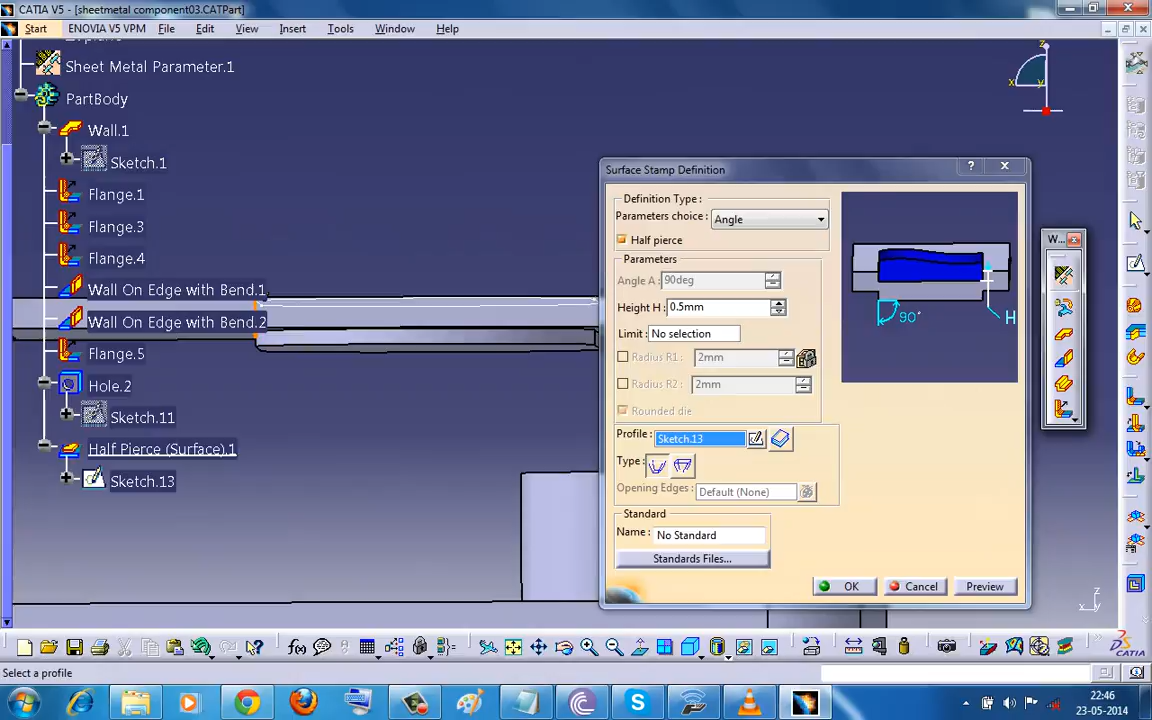 CATIA V5 - [sheetmetal component03.CATPart]
Start ENOVIA V5 VPM File Edit View Insert Tools Window Help
Sheet Metal Parameter.1
PartBody
Wall.1
Sketch.1
Flange.1
Flange.3
Flange.4
Wall On Edge with Bend.1
Wall On Edge with Bend.2
Flange.5
Hole.2
Sketch.11
Half Pierce (Surface).1
Sketch.13
z
x y
Surface Stamp Definition
?
Definition Type :
Parameters choice : Angle
Half pierce
Parameters
Angle A : 90deg
Height H : 0.5mm
Limit : No selection
Radius R1 : 2mm
Radius R2 : 2mm
Rounded die
Profile: Sketch.13
Type :
Opening Edges : Default (None)
Standard
Name : No Standard
Standards Files...
OK Cancel Preview
90°
H
W...
z
x y
f(x)
CATIA
Select a profile
22:46
23-05-2014